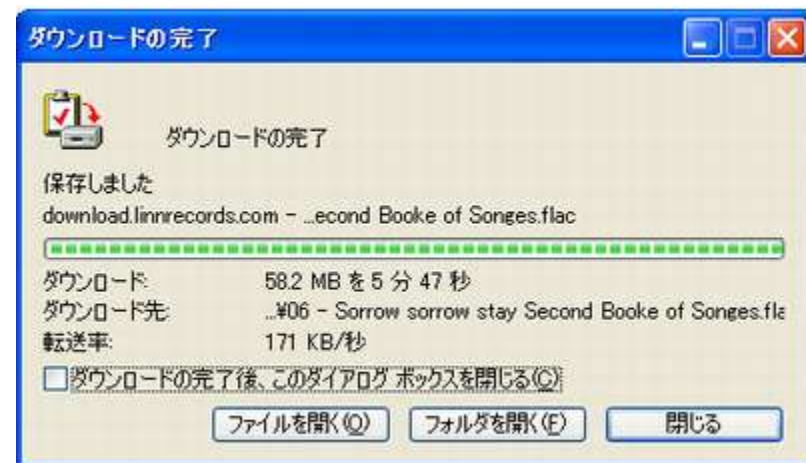 ダウンロードの完了
ダウンロードの完了
保存しました
download.linnrecords.com - ...econd Booke of Songes.flac
ダウンロード: 58.2 MB を 5 分 47 秒
ダウンロード先: ...¥06 - Sorrow sorrow stay Second Booke of Songes.fla
転送率: 171 KB/秒
ダウンロードの完了後、このダイアログ ボックスを閉じる(C)
ファイルを開く(O) フォルダを開く(F) 閉じる